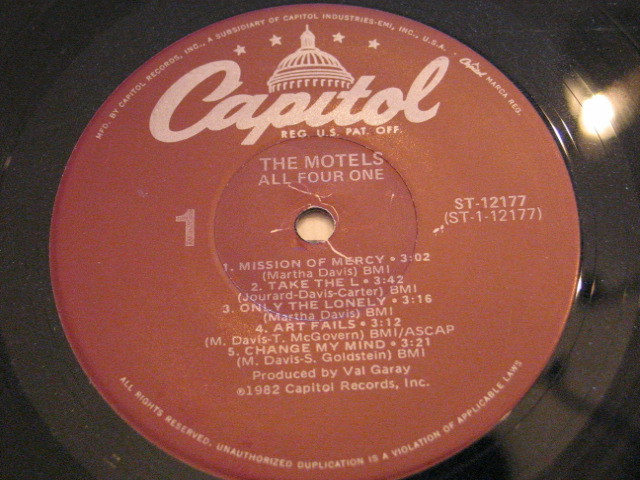 MFG. BY CAPITOL RECORDS, INC., A SUBSIDIARY OF CAPITOL INDUSTRIES-EMI, INC., U.S.A.
Capitol MARCA REG.
Capitol
REG. U.S. PAT. OFF.
THE MOTELS
ALL FOUR ONE
1
ST-12177
(ST-1-12177)
1. MISSION OF MERCY • 3:02
(Martha Davis) BMI
2. TAKE THE L • 3:42
(Jourard-Davis-Carter) BMI
3. ONLY THE LONELY • 3:16
(Martha Davis) BMI
4. ART FAILS • 3:12
(M. Davis-T. McGovern) BMI/ASCAP
5. CHANGE MY MIND • 3:21
(M. Davis-S. Goldstein) BMI
Produced by Val Garay
℗1982 Capitol Records, Inc.
ALL RIGHTS RESERVED. UNAUTHORIZED DUPLICATION IS A VIOLATION OF APPLICABLE LAWS